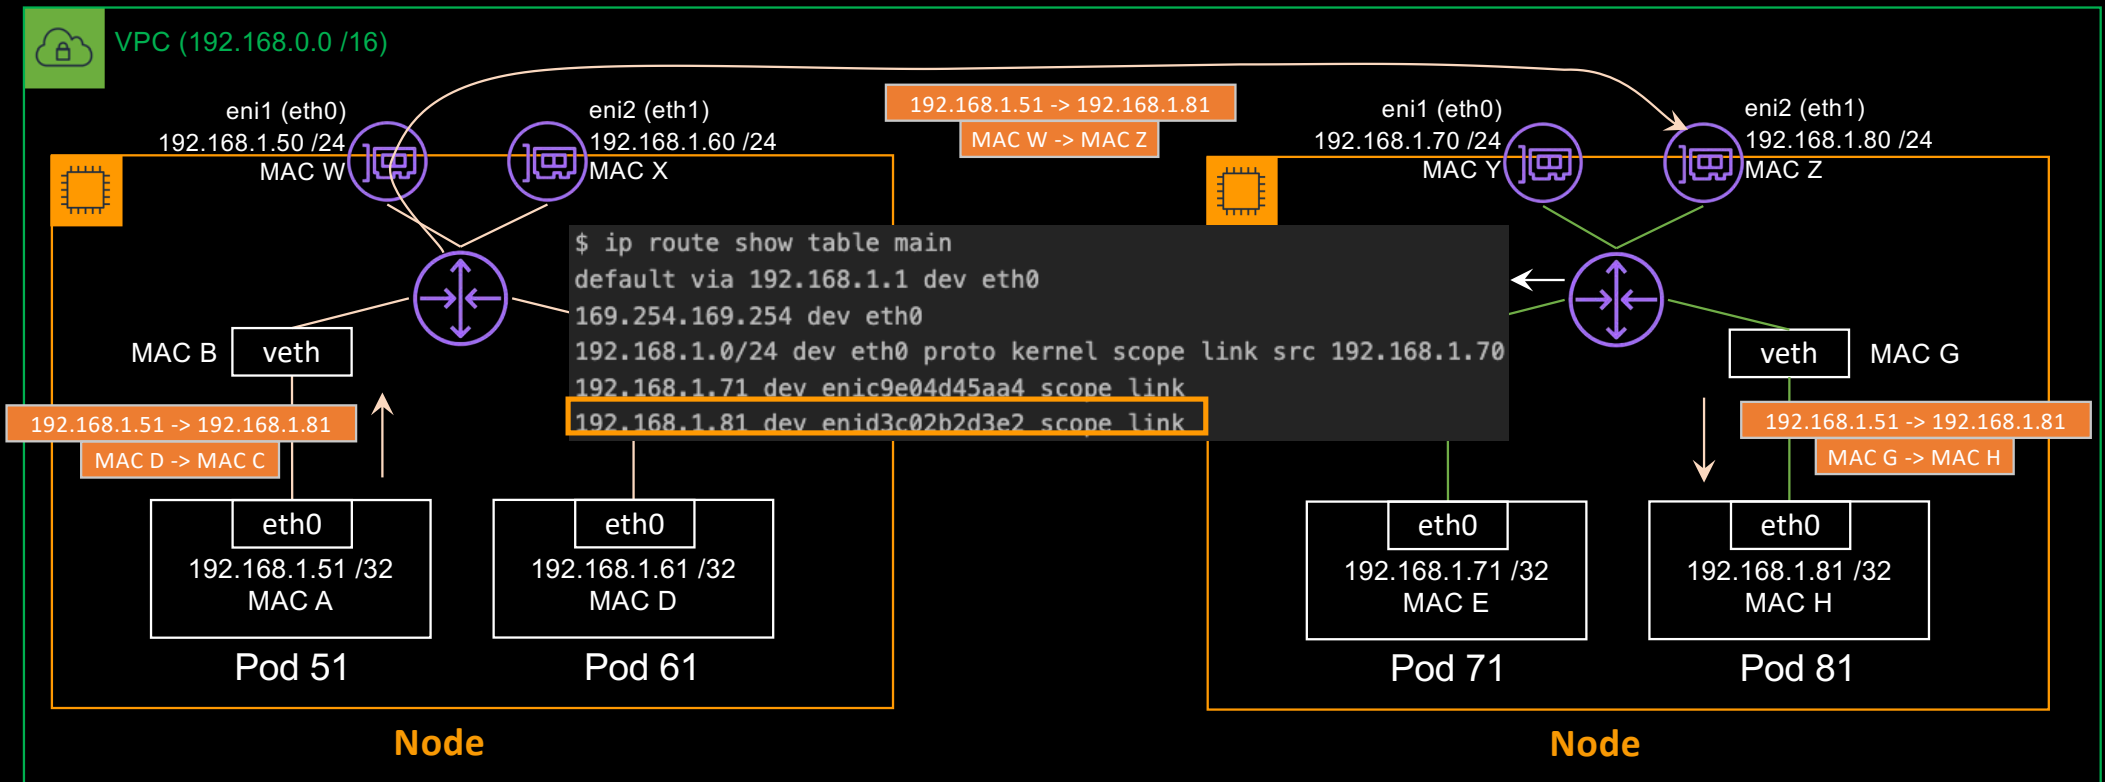 VPC (192.168.0.0 /16)
eni1 (eth0)
192.168.1.50 /24
MAC W
eni2 (eth1)
192.168.1.60 /24
MAC X
192.168.1.51 -> 192.168.1.81
MAC W -> MAC Z
eni1 (eth0)
192.168.1.70 /24
MAC Y
eni2 (eth1)
192.168.1.80 /24
MAC Z
$ ip route show table main
default via 192.168.1.1 dev eth0
169.254.169.254 dev eth0
192.168.1.0/24 dev eth0 proto kernel scope link src 192.168.1.70
192.168.1.71 dev enic9e04d45aa4 scope link
192.168.1.81 dev enid3c02b2d3e2 scope link
MAC B
veth
192.168.1.51 -> 192.168.1.81
MAC D -> MAC C
eth0
192.168.1.51 /32
MAC A
Pod 51
eth0
192.168.1.61 /32
MAC D
Pod 61
Node
veth
MAC G
192.168.1.51 -> 192.168.1.81
MAC G -> MAC H
eth0
192.168.1.71 /32
MAC E
Pod 71
eth0
192.168.1.81 /32
MAC H
Pod 81
Node